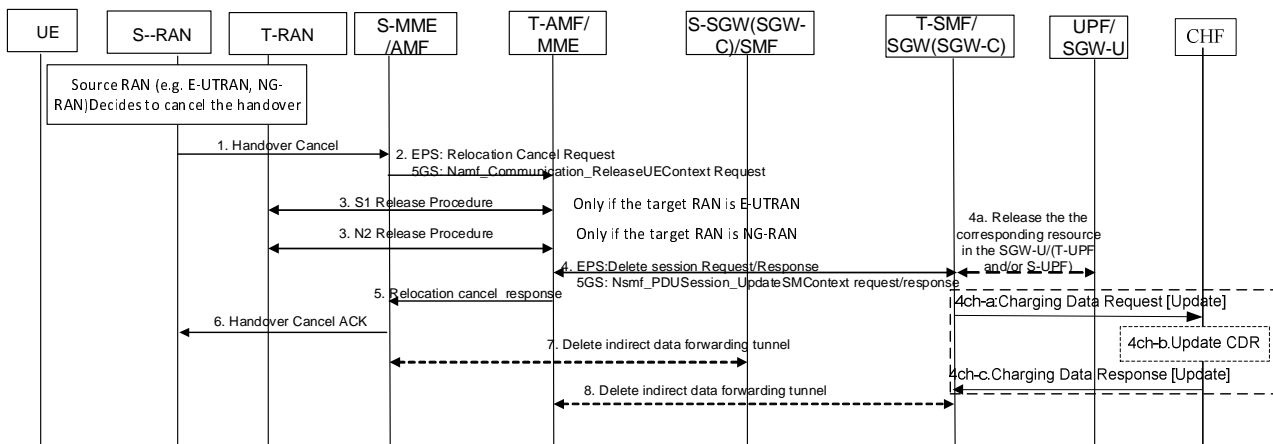 UE
S--RAN
T-RAN
S-MME
/AMF
T-AMF/
MME
S-SGW(SGW-
C)/SMF
T-SMF/
SGW(SGW-C)
UPF/
SGW-U
CHF
Source RAN (e.g. E-UTRAN, NG-
RAN)Decides to cancel the handover
1. Handover Cancel
2. EPS: Relocation Cancel Request
5GS: Namf_Communication_ReleaseUEContext Request
3. S1 Release Procedure
Only if the target RAN is E-UTRAN
3. N2 Release Procedure
Only if the target RAN is NG-RAN
4a. Release the the
corresponding resource
in the SGW-U/(T-UPF
and/or S-UPF)
4. EPS:Delete session Request/Response
5GS: Nsmf_PDUSession_UpdateSMContext request/response
5. Relocation cancel response
4ch-a:Charging Data Request [Update]
6. Handover Cancel ACK
4ch-b.Update CDR
7. Delete indirect data forwarding tunnel
4ch-c.Charging Data Response [Update]
8. Delete indirect data forwarding tunnel